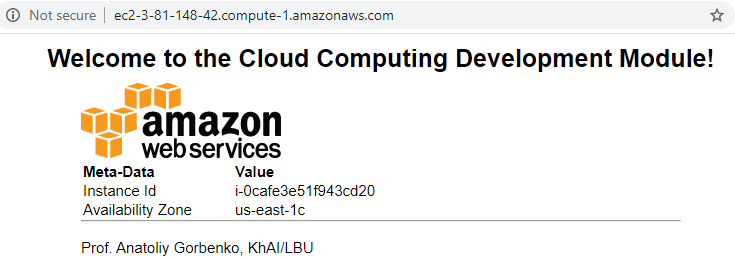 Not secure | ec2-3-81-148-42.compute-1.amazonaws.com
Welcome to the Cloud Computing Development Module!
amazon
web services
Meta-Data Value
Instance Id i-0cafe3e51f943cd20
Availability Zone us-east-1c
Prof. Anatoliy Gorbenko, KhAI/LBU